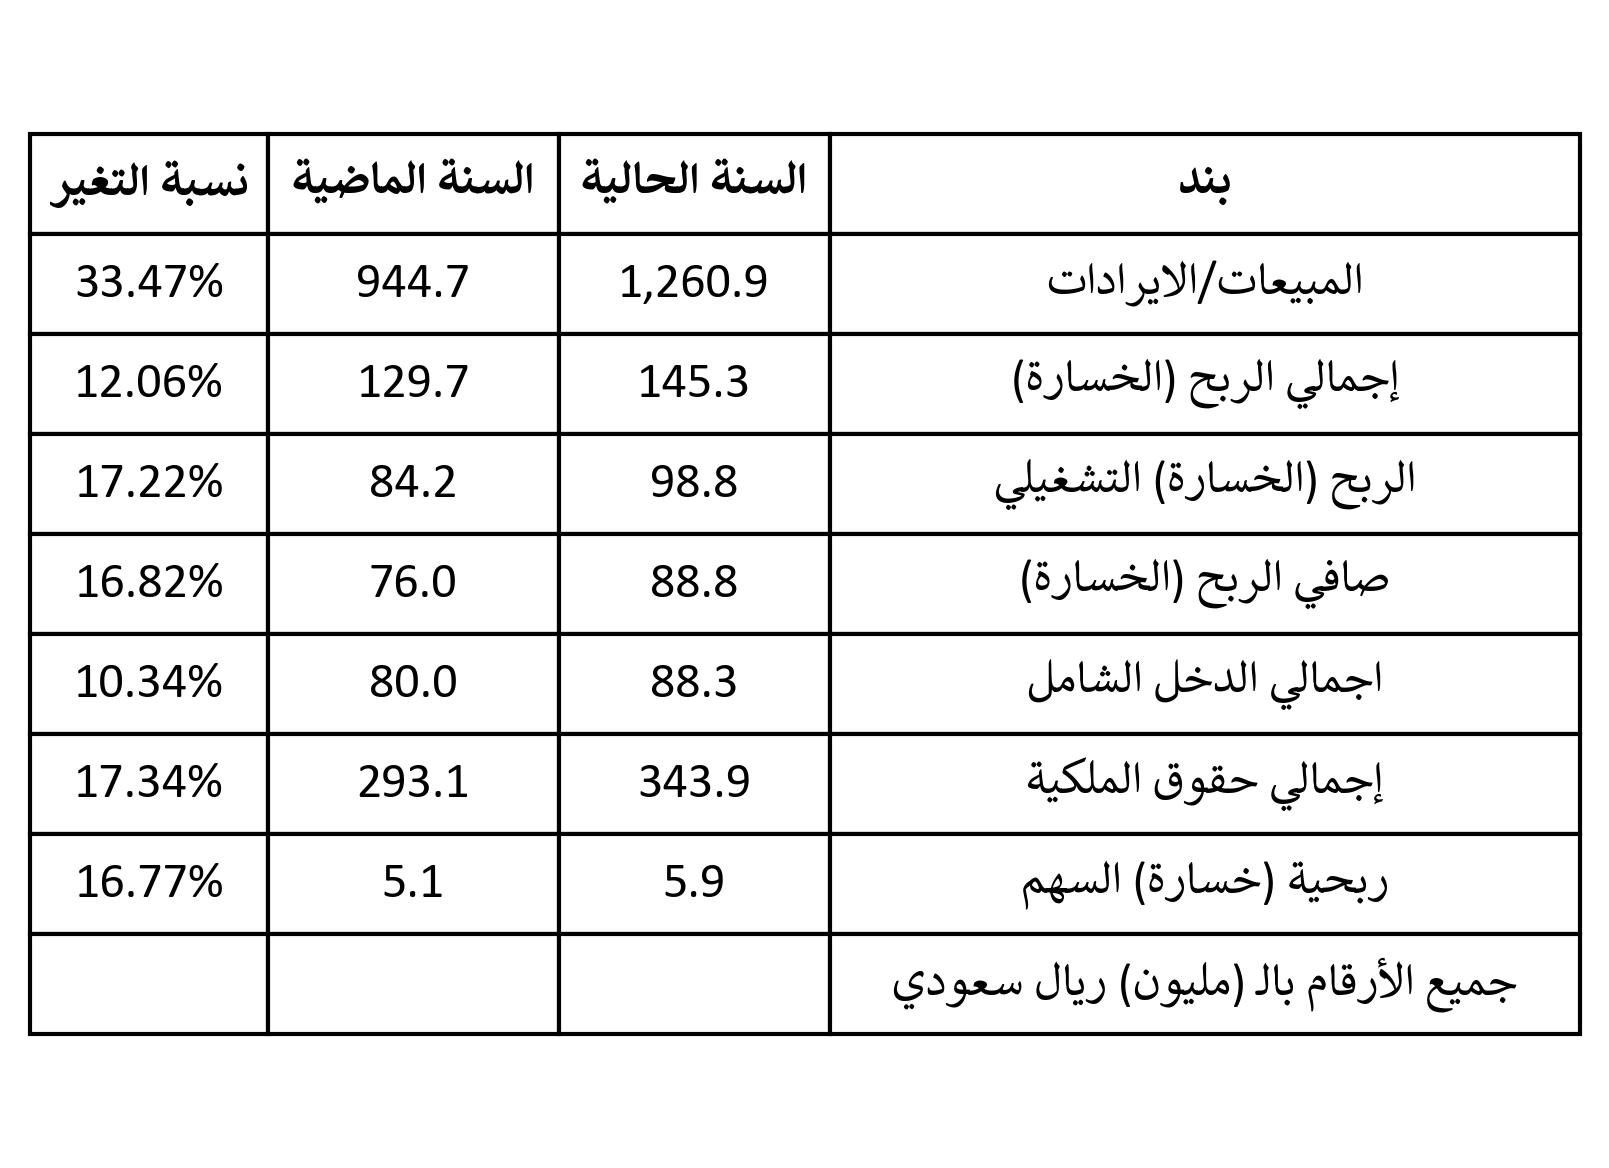 بند السنة الحالية السنة الماضية نسبة التغير
المبيعات/الايرادات 1,260.9 944.7 33.47%
إجمالي الربح (الخسارة) 145.3 129.7 12.06%
الربح (الخسارة) التشغيلي 98.8 84.2 17.22%
صافي الربح (الخسارة) 88.8 76.0 16.82%
اجمالي الدخل الشامل 88.3 80.0 10.34%
إجمالي حقوق الملكية 343.9 293.1 17.34%
ربحية (خسارة) السهم 5.9 5.1 16.77%
جميع الأرقام بالـ (مليون) ريال سعودي